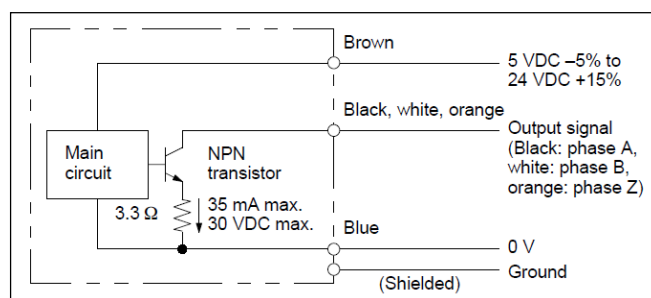 Brown
5 VDC –5% to
24 VDC +15%
Black, white, orange
Output signal
(Black: phase A,
white: phase B,
orange: phase Z)
Main
circuit
NPN
transistor
3.3 Ω
35 mA max.
30 VDC max.
Blue
0 V
Ground
(Shielded)